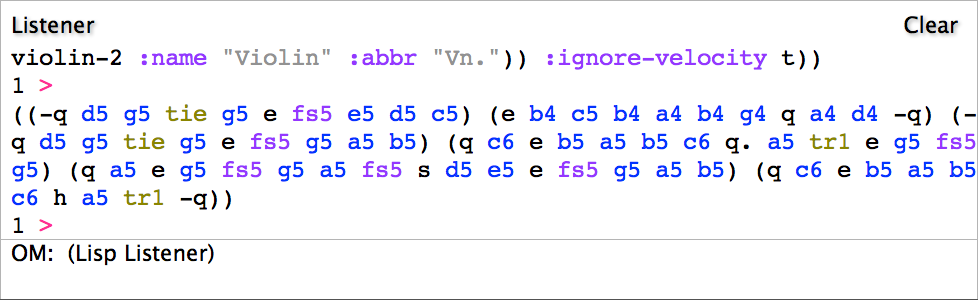 Listener Clear
violin-2 :name "Violin" :abbr "Vn.")) :ignore-velocity t))
1 >
((-q d5 g5 tie g5 e fs5 e5 d5 c5) (e b4 c5 b4 a4 b4 g4 q a4 d4 -q) (-
q d5 g5 tie g5 e fs5 g5 a5 b5) (q c6 e b5 a5 b5 c6 q. a5 tr1 e g5 fs5
g5) (q a5 e g5 fs5 g5 a5 fs5 s d5 e5 e fs5 g5 a5 b5) (q c6 e b5 a5 b5
c6 h a5 tr1 -q))
1 >
OM: (Lisp Listener)